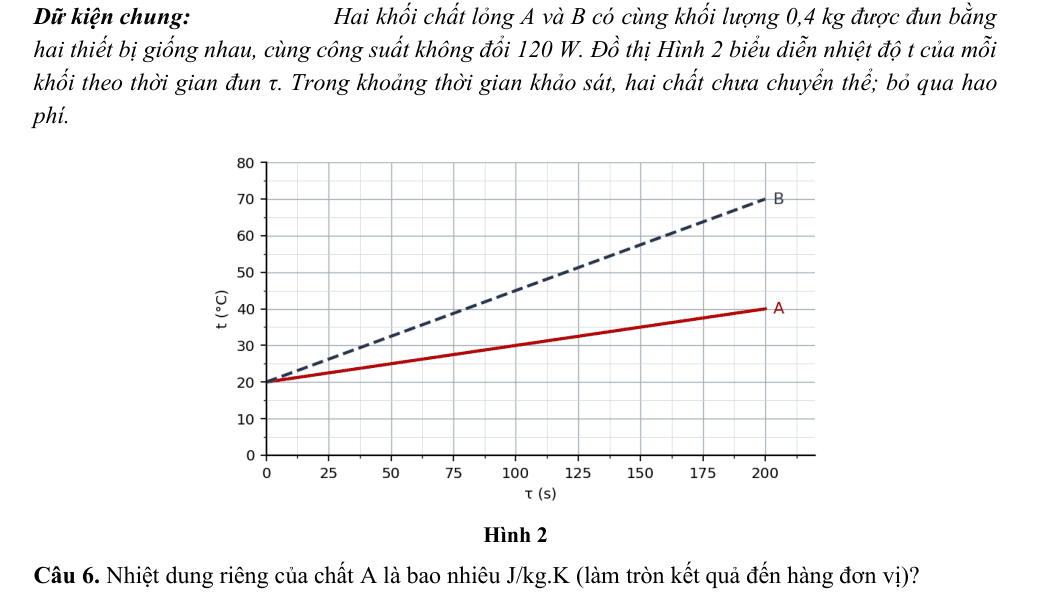 Dữ kiện chung: Hai khối chất lỏng A và B có cùng khối lượng 0,4 kg được đun bằng
hai thiết bị giống nhau, cùng công suất không đổi 120 W. Đồ thị Hình 2 biểu diễn nhiệt độ t của mỗi
khối theo thời gian đun τ. Trong khoảng thời gian khảo sát, hai chất chưa chuyển thể; bỏ qua hao
phí.
80
70
60
50
40
30
20
10
0
t (°C)
B
A
0 25 50 75 100 125 150 175 200
τ (s)
Hình 2
Câu 6. Nhiệt dung riêng của chất A là bao nhiêu J/kg.K (làm tròn kết quả đến hàng đơn vị)?